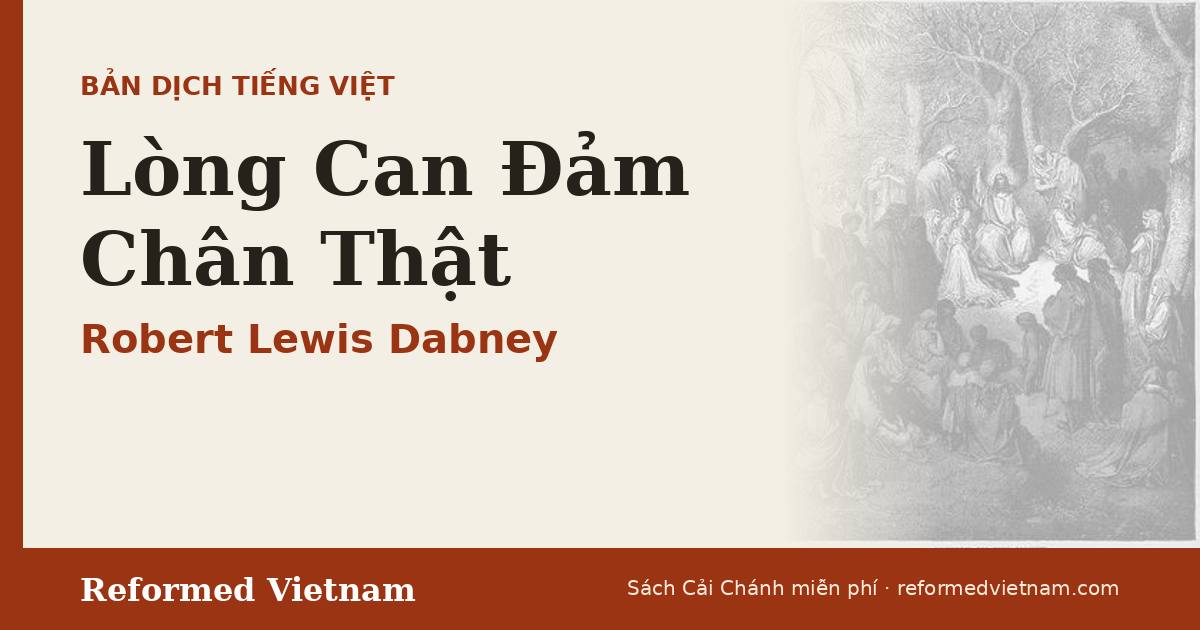 BẢN DỊCH TIẾNG VIỆT
Lòng Can Đảm
Chân Thật
Robert Lewis Dabney
Reformed Vietnam
Sách Cải Chánh miễn phí · reformedvietnam.com